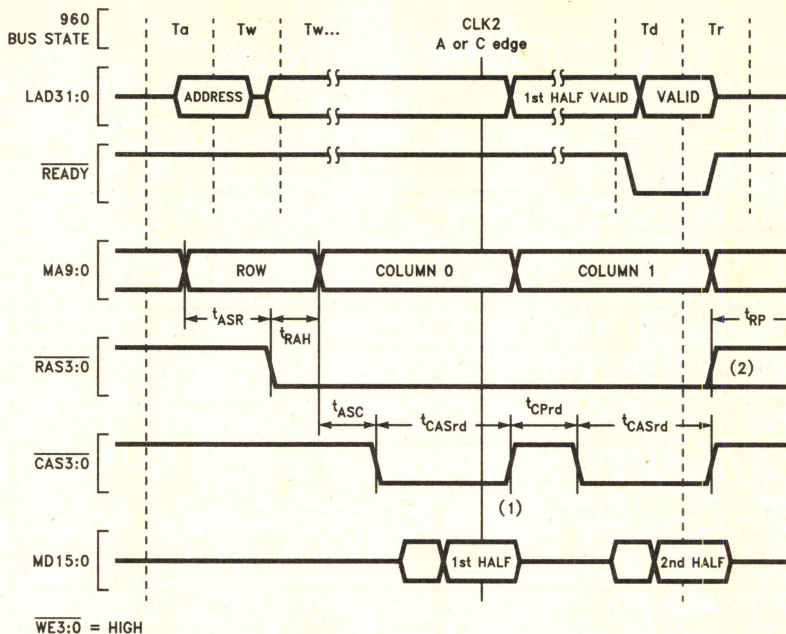 960
BUS STATE
Ta
Tw
Tw...
CLK2
A or C edge
Td
Tr
LAD31:0
ADDRESS
1st HALF VALID
VALID
READY
MA9:0
ROW
COLUMN 0
COLUMN 1
tASR
tRAH
tRP
RAS3:0
(2)
tASC
tCASrd
tCPrd
tCASrd
CAS3:0
(1)
MD15:0
1st HALF
2nd HALF
WE3:0 = HIGH